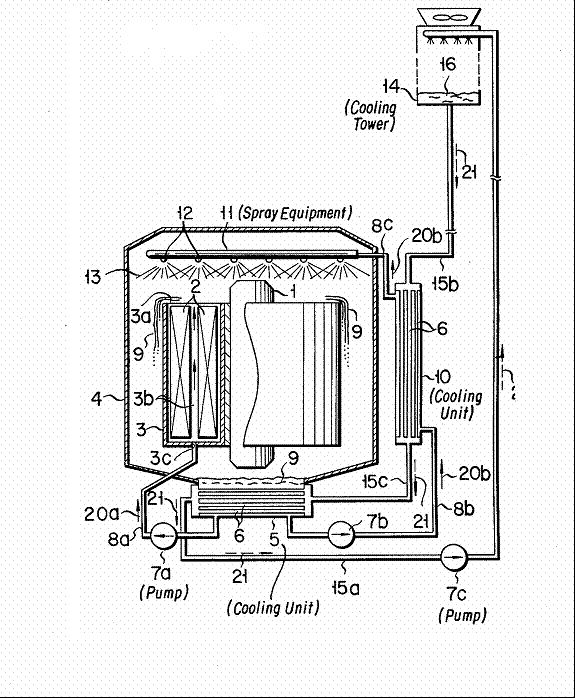 16
14
(Cooling
Tower)
21
12
11 (Spray Equipment)
8c
20b
13
15b
2
1
3a
9
9
6
4
3b
10
(Cooling
Unit)
3
3c
9
15c
20b
20a
21
21
8b
8a
6
5
7b
7a
21
15a
7c
(Pump)
(Cooling Unit)
(Pump)